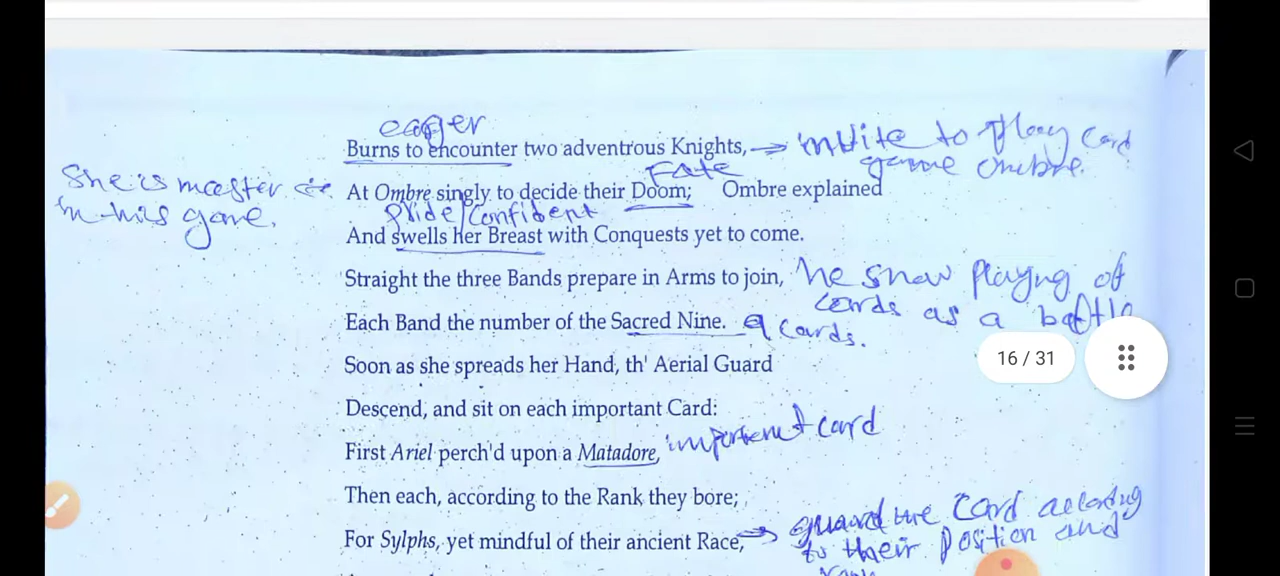 eager
Burns to encounter two adventrous Knights, → invite to play card
game ombre.
She is master
in this game.
Fate
At Ombre singly to decide their Doom; Ombre explained
Pride/Confident
And swells her Breast with Conquests yet to come.
Straight the three Bands prepare in Arms to join, he show playing of
cards as a battle
Each Band the number of the Sacred Nine. 9 cards.
16 / 31
Soon as she spreads her Hand, th' Aerial Guard
Descend, and sit on each important Card:
First Ariel perch'd upon a Matadore, important card
Then each, according to the Rank they bore;
For Sylphs, yet mindful of their ancient Race, → guard the card according
to their position and